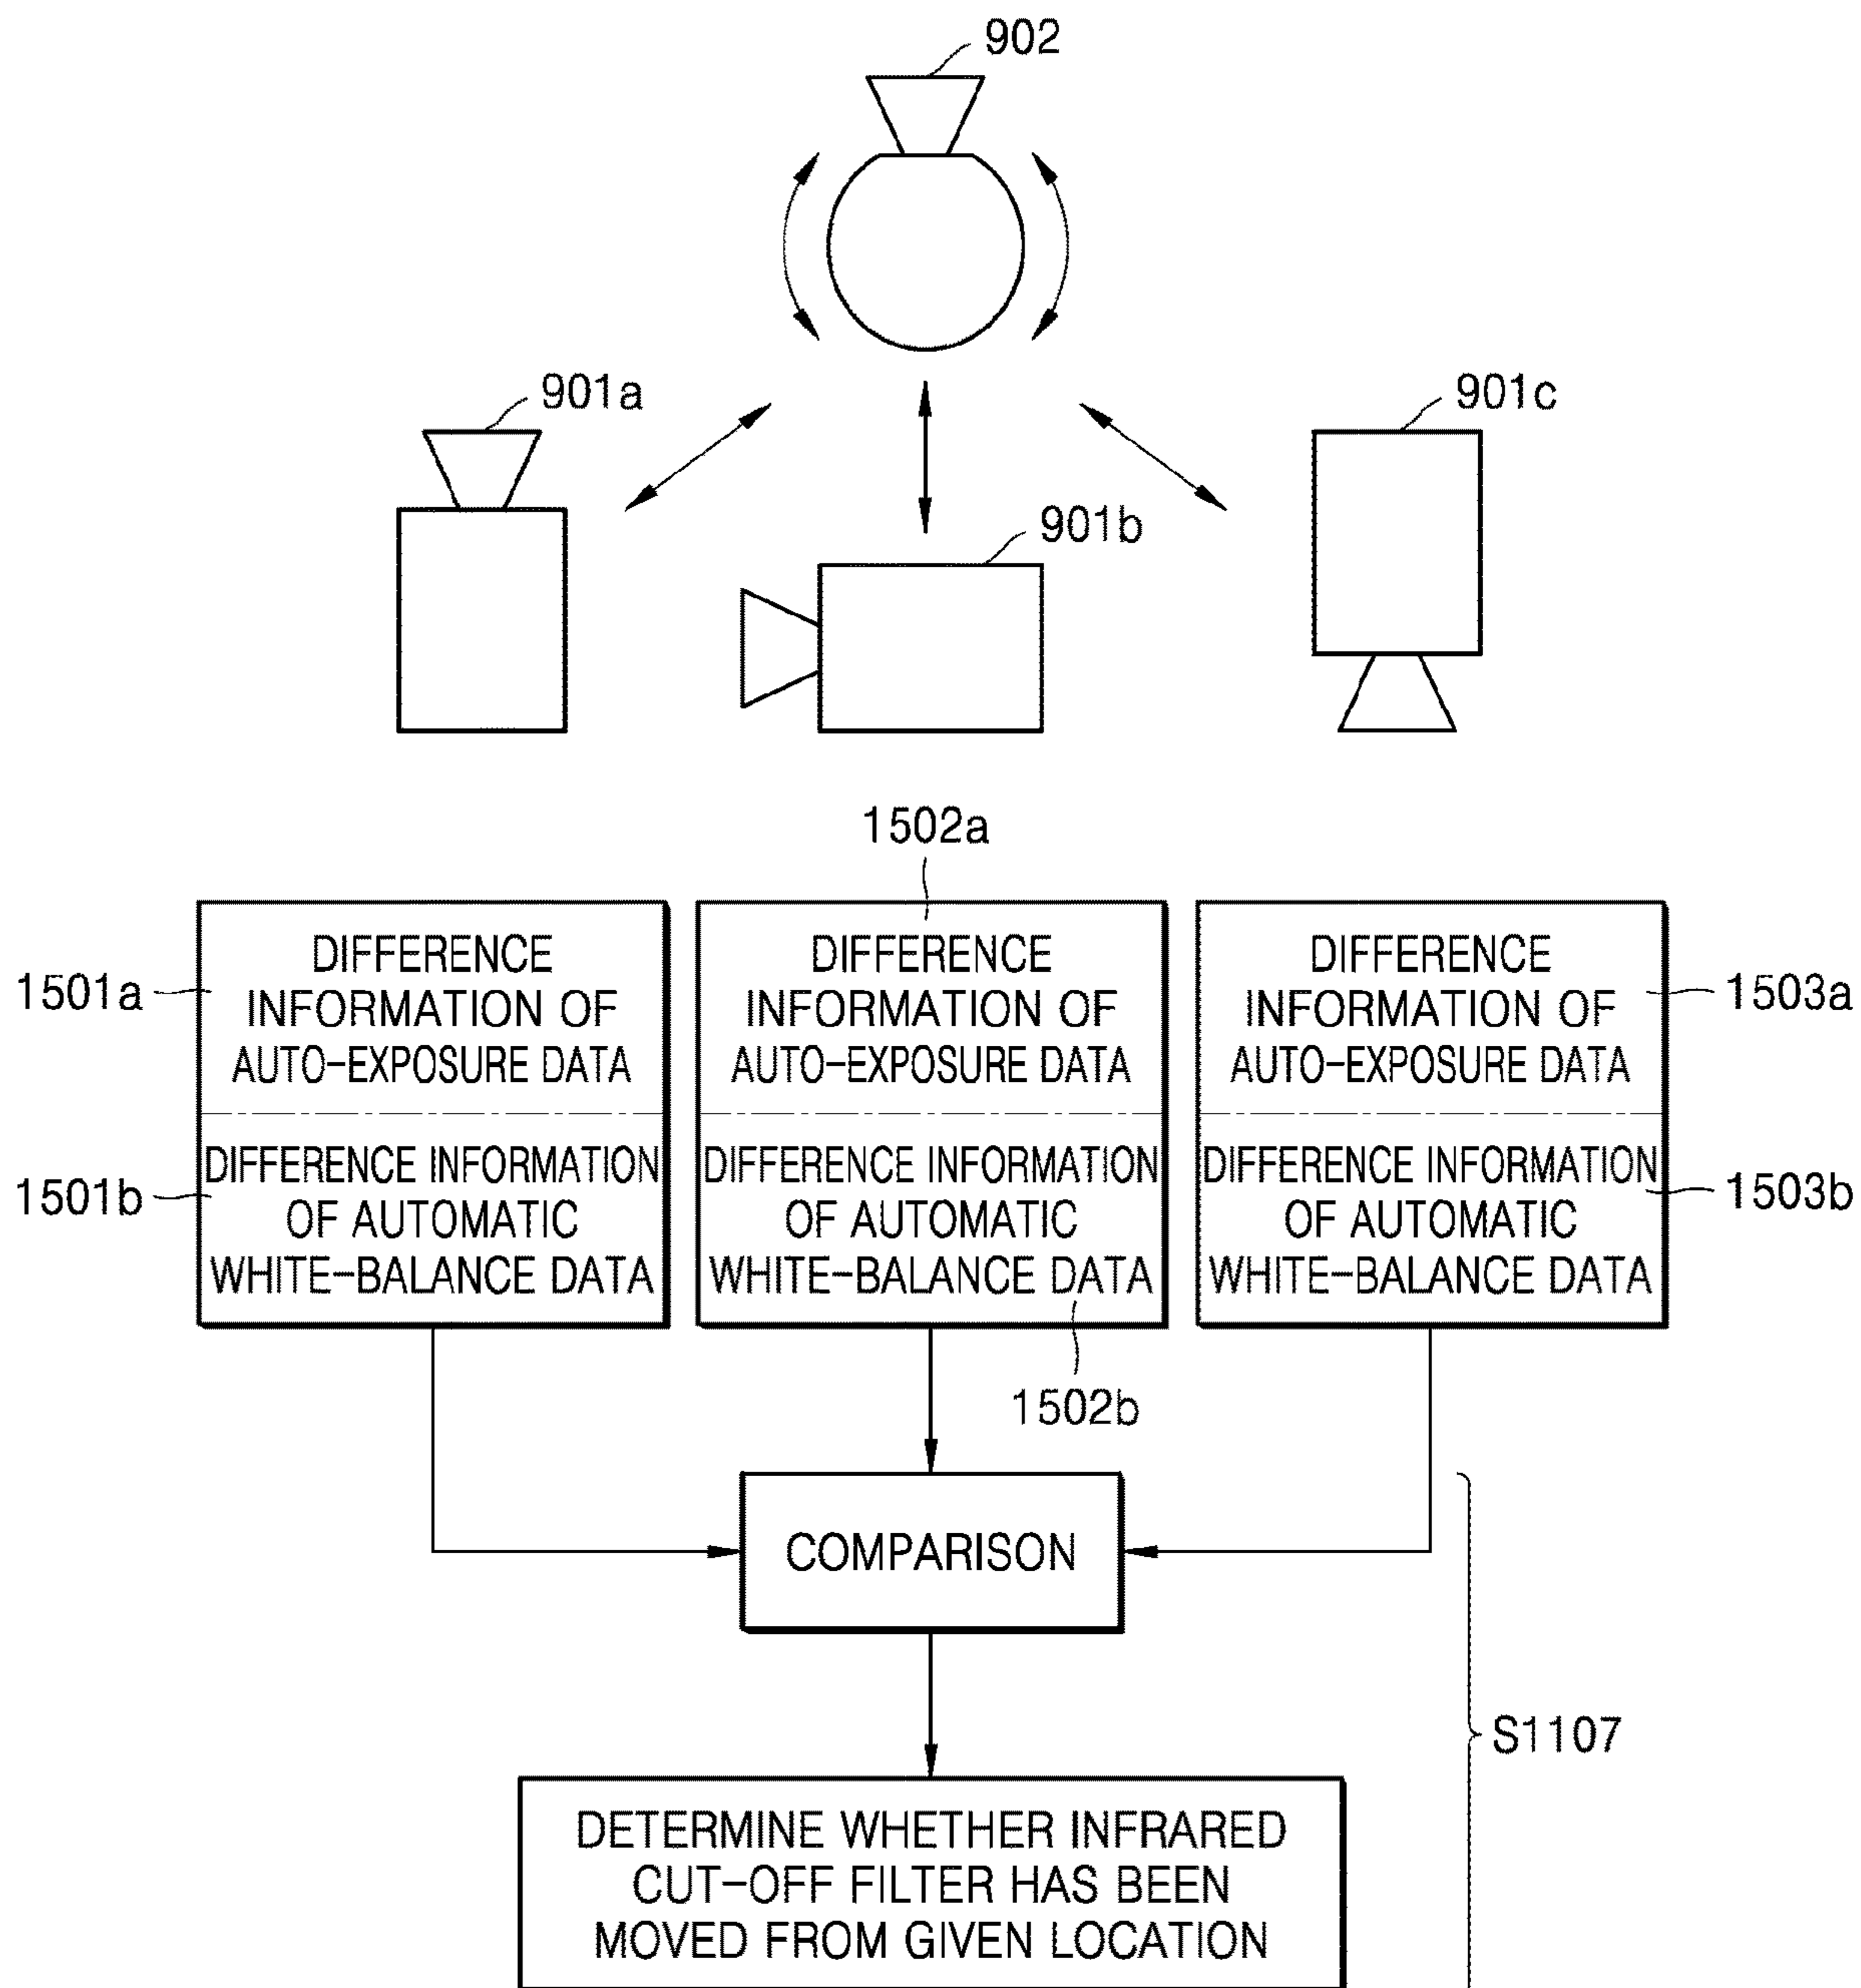 902
901a
901c
901b
1502a
DIFFERENCE
INFORMATION OF
AUTO-EXPOSURE DATA
DIFFERENCE
INFORMATION OF
AUTO-EXPOSURE DATA
DIFFERENCE
INFORMATION OF
AUTO-EXPOSURE DATA
1501a
1503a
DIFFERENCE INFORMATION
OF AUTOMATIC
WHITE-BALANCE DATA
DIFFERENCE INFORMATION
OF AUTOMATIC
WHITE-BALANCE DATA
DIFFERENCE INFORMATION
OF AUTOMATIC
WHITE-BALANCE DATA
1501b
1503b
1502b
COMPARISON
S1107
DETERMINE WHETHER INFRARED
CUT-OFF FILTER HAS BEEN
MOVED FROM GIVEN LOCATION